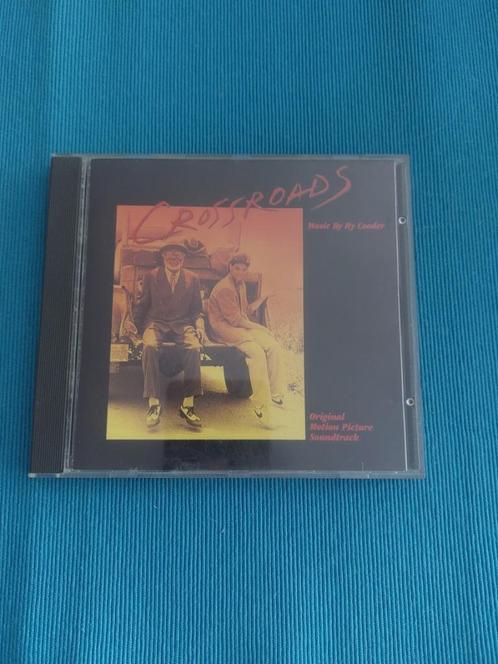 CROSSROADS
Music By Ry Cooder
Original
Motion Picture
Soundtrack